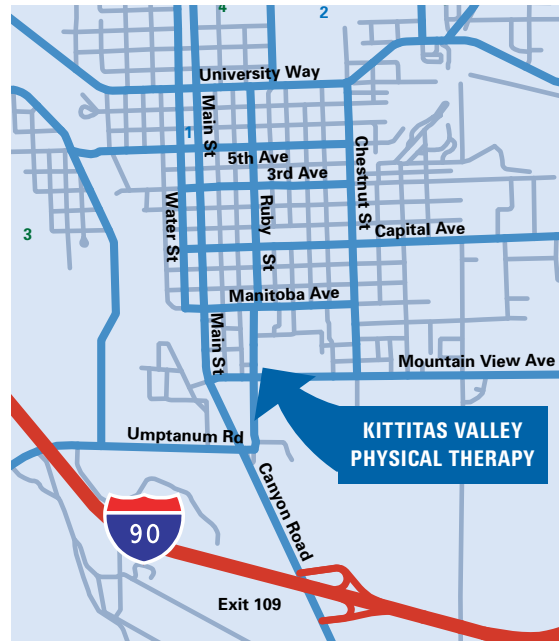 4
2
University Way
Main St
1
5th Ave
3rd Ave
Chestnut St
Water St
Ruby St
3
Capital Ave
Manitoba Ave
Main St
Mountain View Ave
KITTITAS VALLEY
PHYSICAL THERAPY
Umptanum Rd
Canyon Road
90
Exit 109